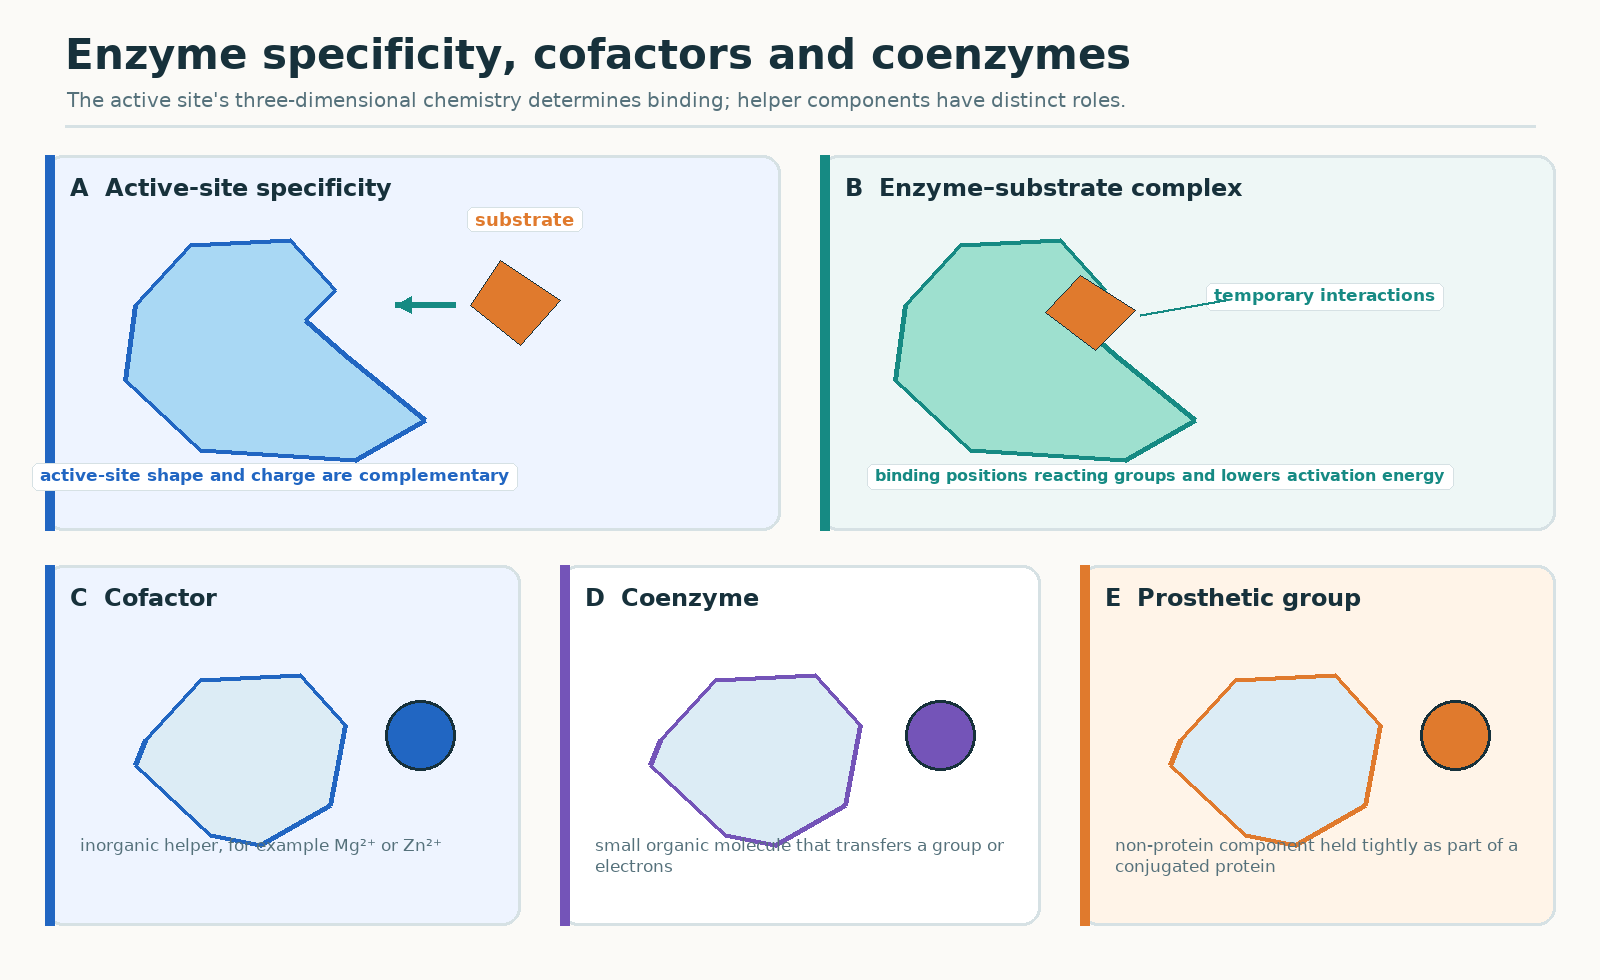 Enzyme specificity, cofactors and coenzymes
The active site's three-dimensional chemistry determines binding; helper components have distinct roles.
A Active-site specificity
substrate
active-site shape and charge are complementary
B Enzyme–substrate complex
temporary interactions
binding positions reacting groups and lowers activation energy
C Cofactor
inorganic helper, for example Mg²⁺ or Zn²⁺
D Coenzyme
small organic molecule that transfers a group or
electrons
E Prosthetic group
non-protein component held tightly as part of a
conjugated protein